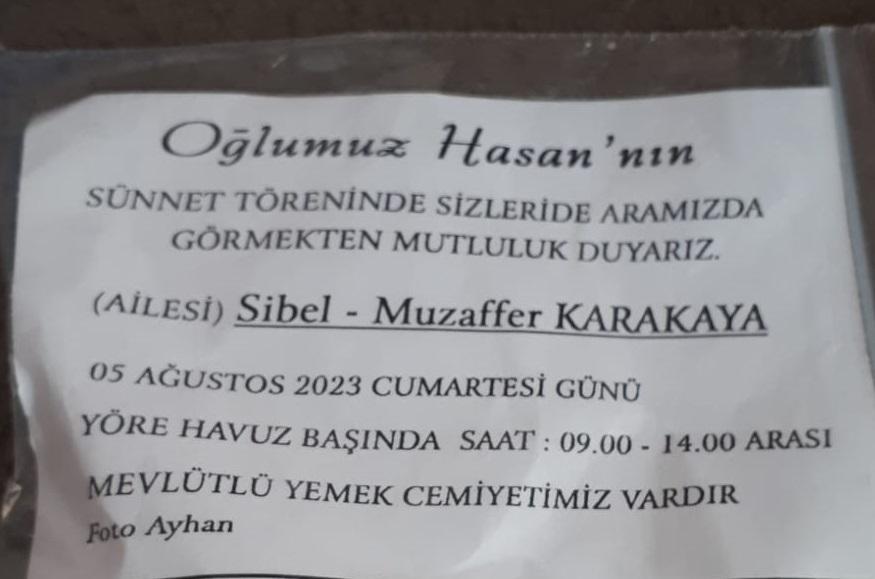 Oğlumuz Hasan'nın
SÜNNET TÖRENİNDE SİZLERİDE ARAMIZDA
GÖRMEKTEN MUTLULUK DUYARIZ.
(AİLESİ) Sibel - Muzaffer KARAKAYA
05 AĞUSTOS 2023 CUMARTESİ GÜNÜ
YÖRE HAVUZ BAŞINDA SAAT : 09.00 - 14.00 ARASI
MEVLÜTLÜ YEMEK CEMİYETİMİZ VARDIR
Foto Ayhan